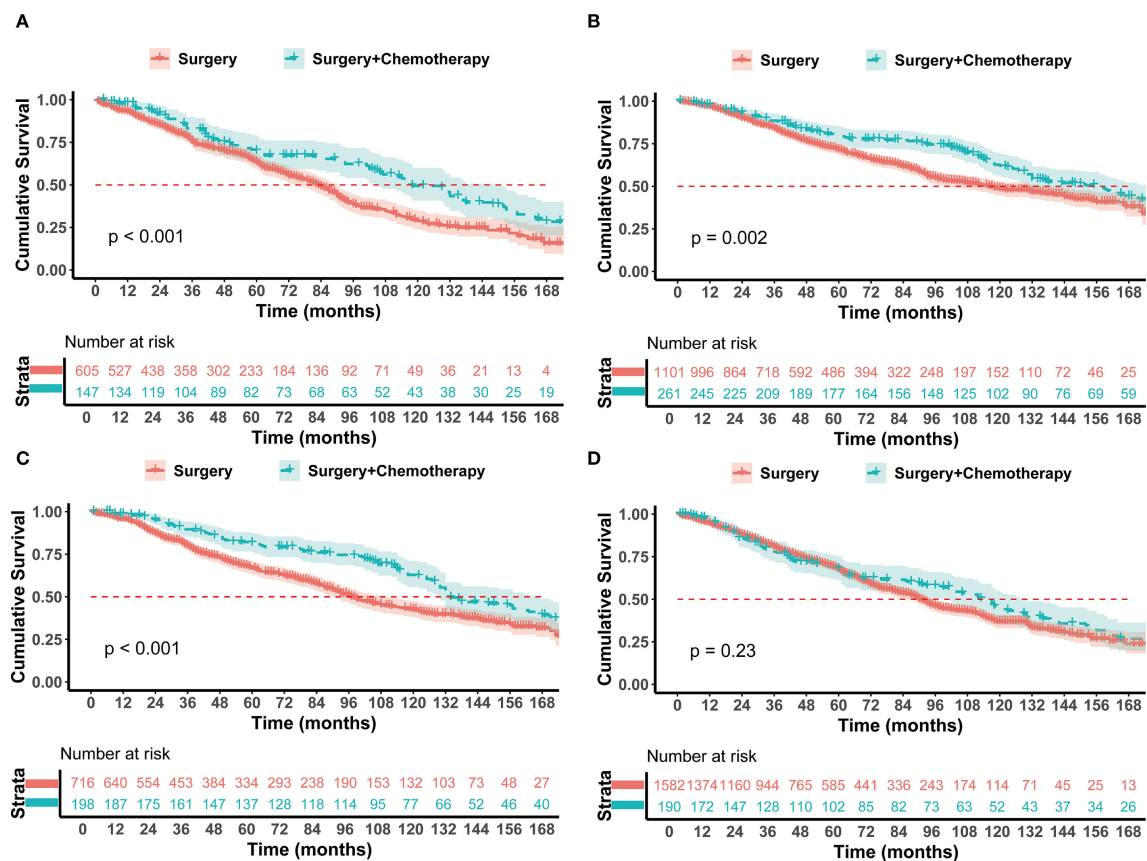 A
Surgery Surgery+Chemotherapy
Cumulative Survival
1.00
0.75
0.50
0.25
0.00
p < 0.001
0 12 24 36 48 60 72 84 96 108 120 132 144 156 168
Time (months)
Number at risk
Strata
605 527 438 358 302 233 184 136 92 71 49 36 21 13 4
147 134 119 104 89 82 73 68 63 52 43 38 30 25 19
0 12 24 36 48 60 72 84 96 108 120 132 144 156 168
Time (months)
B
Surgery Surgery+Chemotherapy
Cumulative Survival
1.00
0.75
0.50
0.25
0.00
p = 0.002
0 12 24 36 48 60 72 84 96 108 120 132 144 156 168
Time (months)
Number at risk
Strata
1101 996 864 718 592 486 394 322 248 197 152 110 72 46 25
261 245 225 209 189 177 164 156 148 125 102 90 76 69 59
0 12 24 36 48 60 72 84 96 108 120 132 144 156 168
Time (months)
C
Surgery Surgery+Chemotherapy
Cumulative Survival
1.00
0.75
0.50
0.25
0.00
p < 0.001
0 12 24 36 48 60 72 84 96 108 120 132 144 156 168
Time (months)
Number at risk
Strata
716 640 554 453 384 334 293 238 190 153 132 103 73 48 27
198 187 175 161 147 137 128 118 114 95 77 66 52 46 40
0 12 24 36 48 60 72 84 96 108 120 132 144 156 168
Time (months)
D
Surgery Surgery+Chemotherapy
Cumulative Survival
1.00
0.75
0.50
0.25
0.00
p = 0.23
0 12 24 36 48 60 72 84 96 108 120 132 144 156 168
Time (months)
Number at risk
Strata
1582 1374 1160 944 765 585 441 336 243 174 114 71 45 25 13
190 172 147 128 110 102 85 82 73 63 52 43 37 34 26
0 12 24 36 48 60 72 84 96 108 120 132 144 156 168
Time (months)